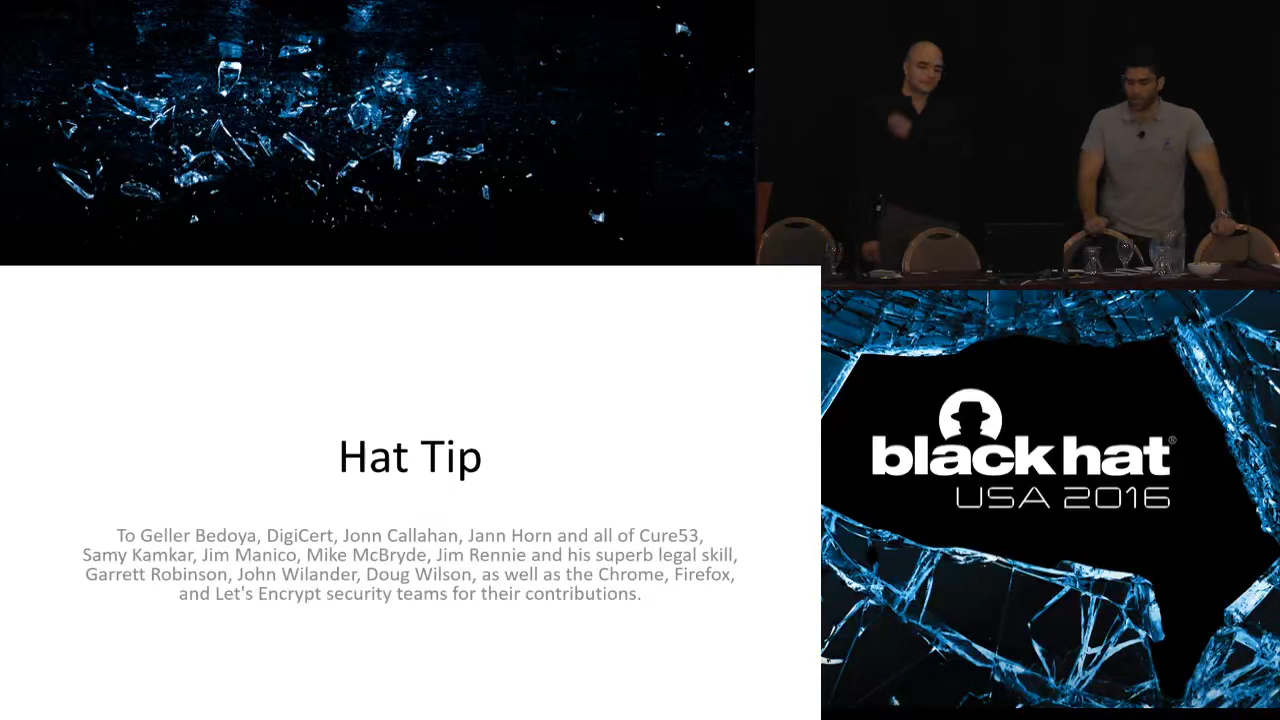 Hat Tip
To Geller Bedoya, DigiCert, Jonn Callahan, Jann Horn and all of Cure53,
Samy Kamkar, Jim Manico, Mike McBryde, Jim Rennie and his superb legal skill,
Garrett Robinson, John Wilander, Doug Wilson, as well as the Chrome, Firefox,
and Let's Encrypt security teams for their contributions.
black hat®
USA 2016